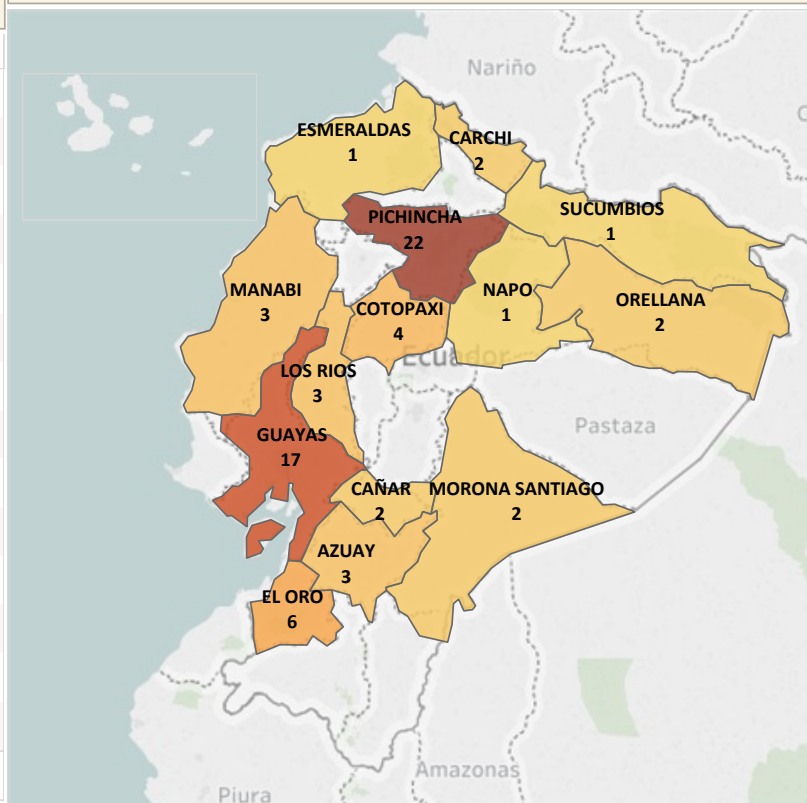 Nariño
ESMERALDAS
1
CARCHI
2
PICHINCHA
22
SUCUMBIOS
1
MANABI
3
COTOPAXI
4
NAPO
1
ORELLANA
2
Ecuador
LOS RIOS
3
GUAYAS
17
Pastaza
CAÑAR
2
MORONA SANTIAGO
2
AZUAY
3
EL ORO
6
Amazonas
Piura